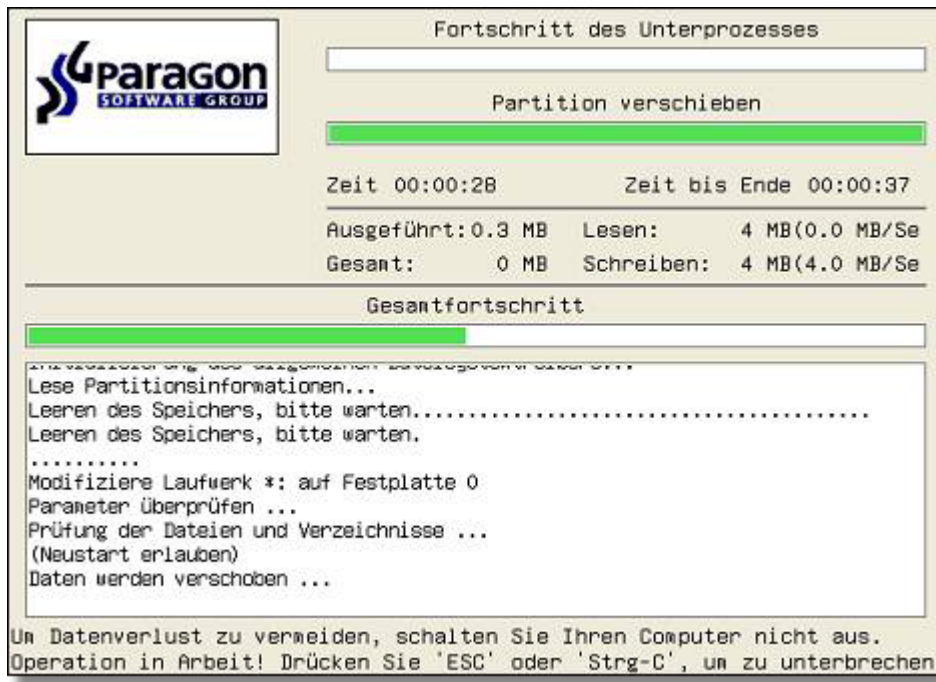 Paragon
SOFTWARE GROUP
Fortschritt des Unterprozesses
Partition verschieben
Zeit 00:00:28 Zeit bis Ende 00:00:37
Ausgeführt: 0.3 MB Lesen: 4 MB(0.0 MB/Se
Gesamt: 0 MB Schreiben: 4 MB(4.0 MB/Se
Gesamtfortschritt
Lese Partitionsinformationen...
Leeren des Speichers, bitte warten..........................................
Leeren des Speichers, bitte warten.
..........
Modifiziere Laufwerk *: auf Festplatte 0
Parameter überprüfen ...
Prüfung der Dateien und Verzeichnisse ...
(Neustart erlauben)
Daten werden verschoben ...
Um Datenverlust zu vermeiden, schalten Sie Ihren Computer nicht aus.
Operation in Arbeit! Drücken Sie 'ESC' oder 'Strg-C', um zu unterbrechen